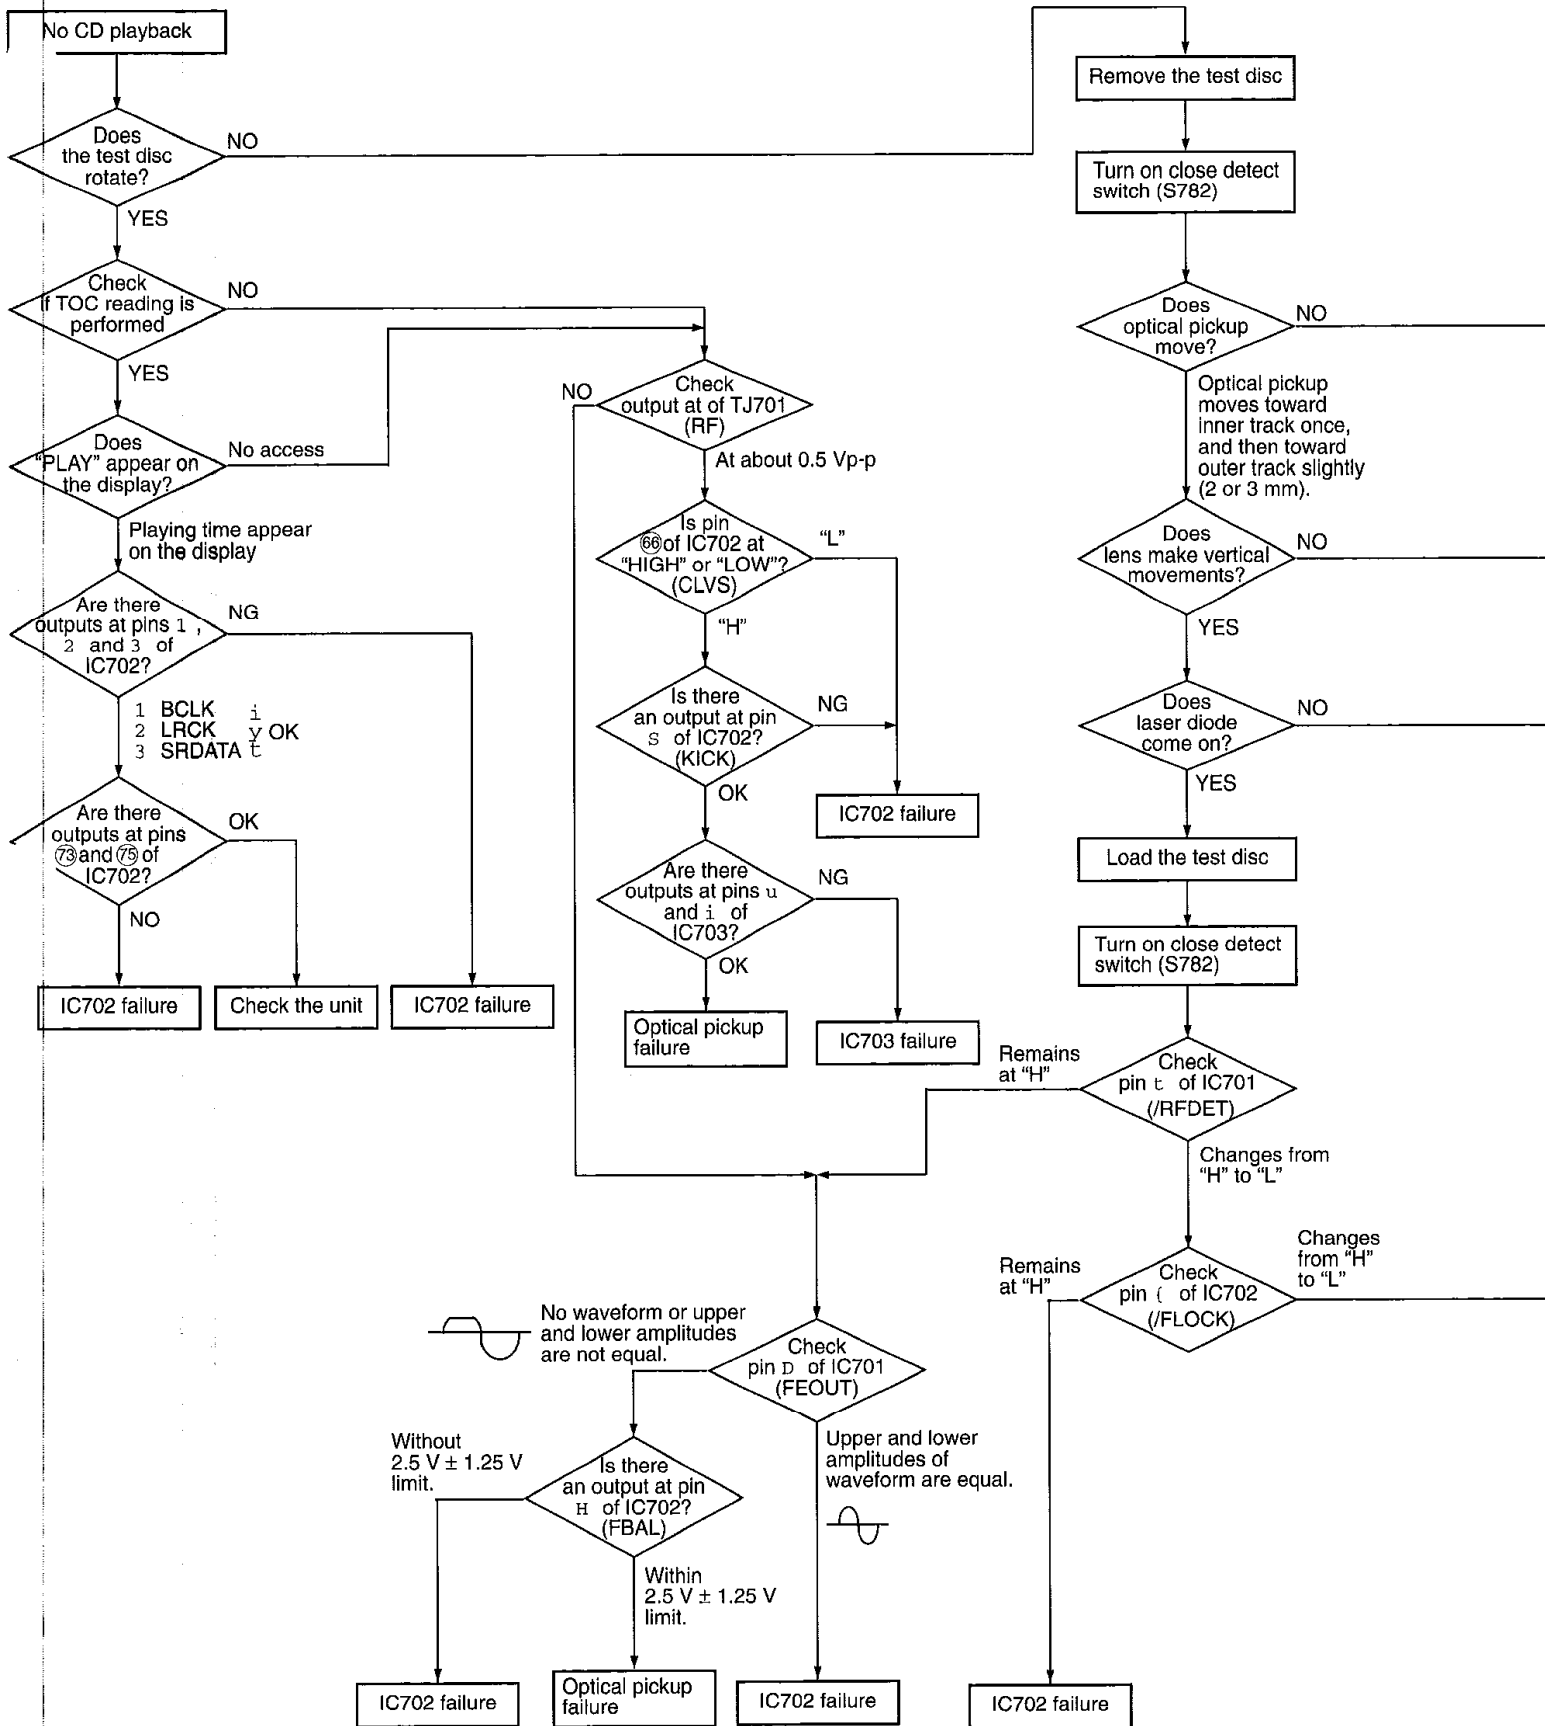 No CD playback
Does
the test disc
rotate?
NO
YES
Check
if TOC reading is
performed
NO
YES
Does
“PLAY” appear on
the display?
No access
Playing time appear
on the display
Are there
outputs at pins 1 ,
2 and 3 of
IC702?
NG
1 BCLK i
2 LRCK y OK
3 SRDATA t
Are there
outputs at pins
73 and 75 of
IC702?
OK
NO
IC702 failure
Check the unit
IC702 failure
Check
output at of TJ701
(RF)
NO
At about 0.5 Vp-p
Is pin
66 of IC702 at
“HIGH” or “LOW”?
(CLVS)
“L”
“H”
Is there
an output at pin
S of IC702?
(KICK)
NG
OK
IC702 failure
Are there
outputs at pins u
and i of
IC703?
NG
OK
Optical pickup
failure
IC703 failure
Remove the test disc
Turn on close detect
switch (S782)
Does
optical pickup
move?
NO
Optical pickup
moves toward
inner track once,
and then toward
outer track slightly
(2 or 3 mm).
Does
lens make vertical
movements?
NO
YES
Does
laser diode
come on?
NO
YES
Load the test disc
Turn on close detect
switch (S782)
Check
pin t of IC701
(/RFDET)
Remains
at “H”
Changes from
“H” to “L”
Check
pin ( of IC702
(/FLOCK)
Remains
at “H”
Changes
from “H”
to “L”
No waveform or upper
and lower amplitudes
are not equal.
Check
pin D of IC701
(FEOUT)
Upper and lower
amplitudes of
waveform are equal.
Without
2.5 V ± 1.25 V
limit.
Is there
an output at pin
H of IC702?
(FBAL)
Within
2.5 V ± 1.25 V
limit.
IC702 failure
Optical pickup
failure
IC702 failure
IC702 failure